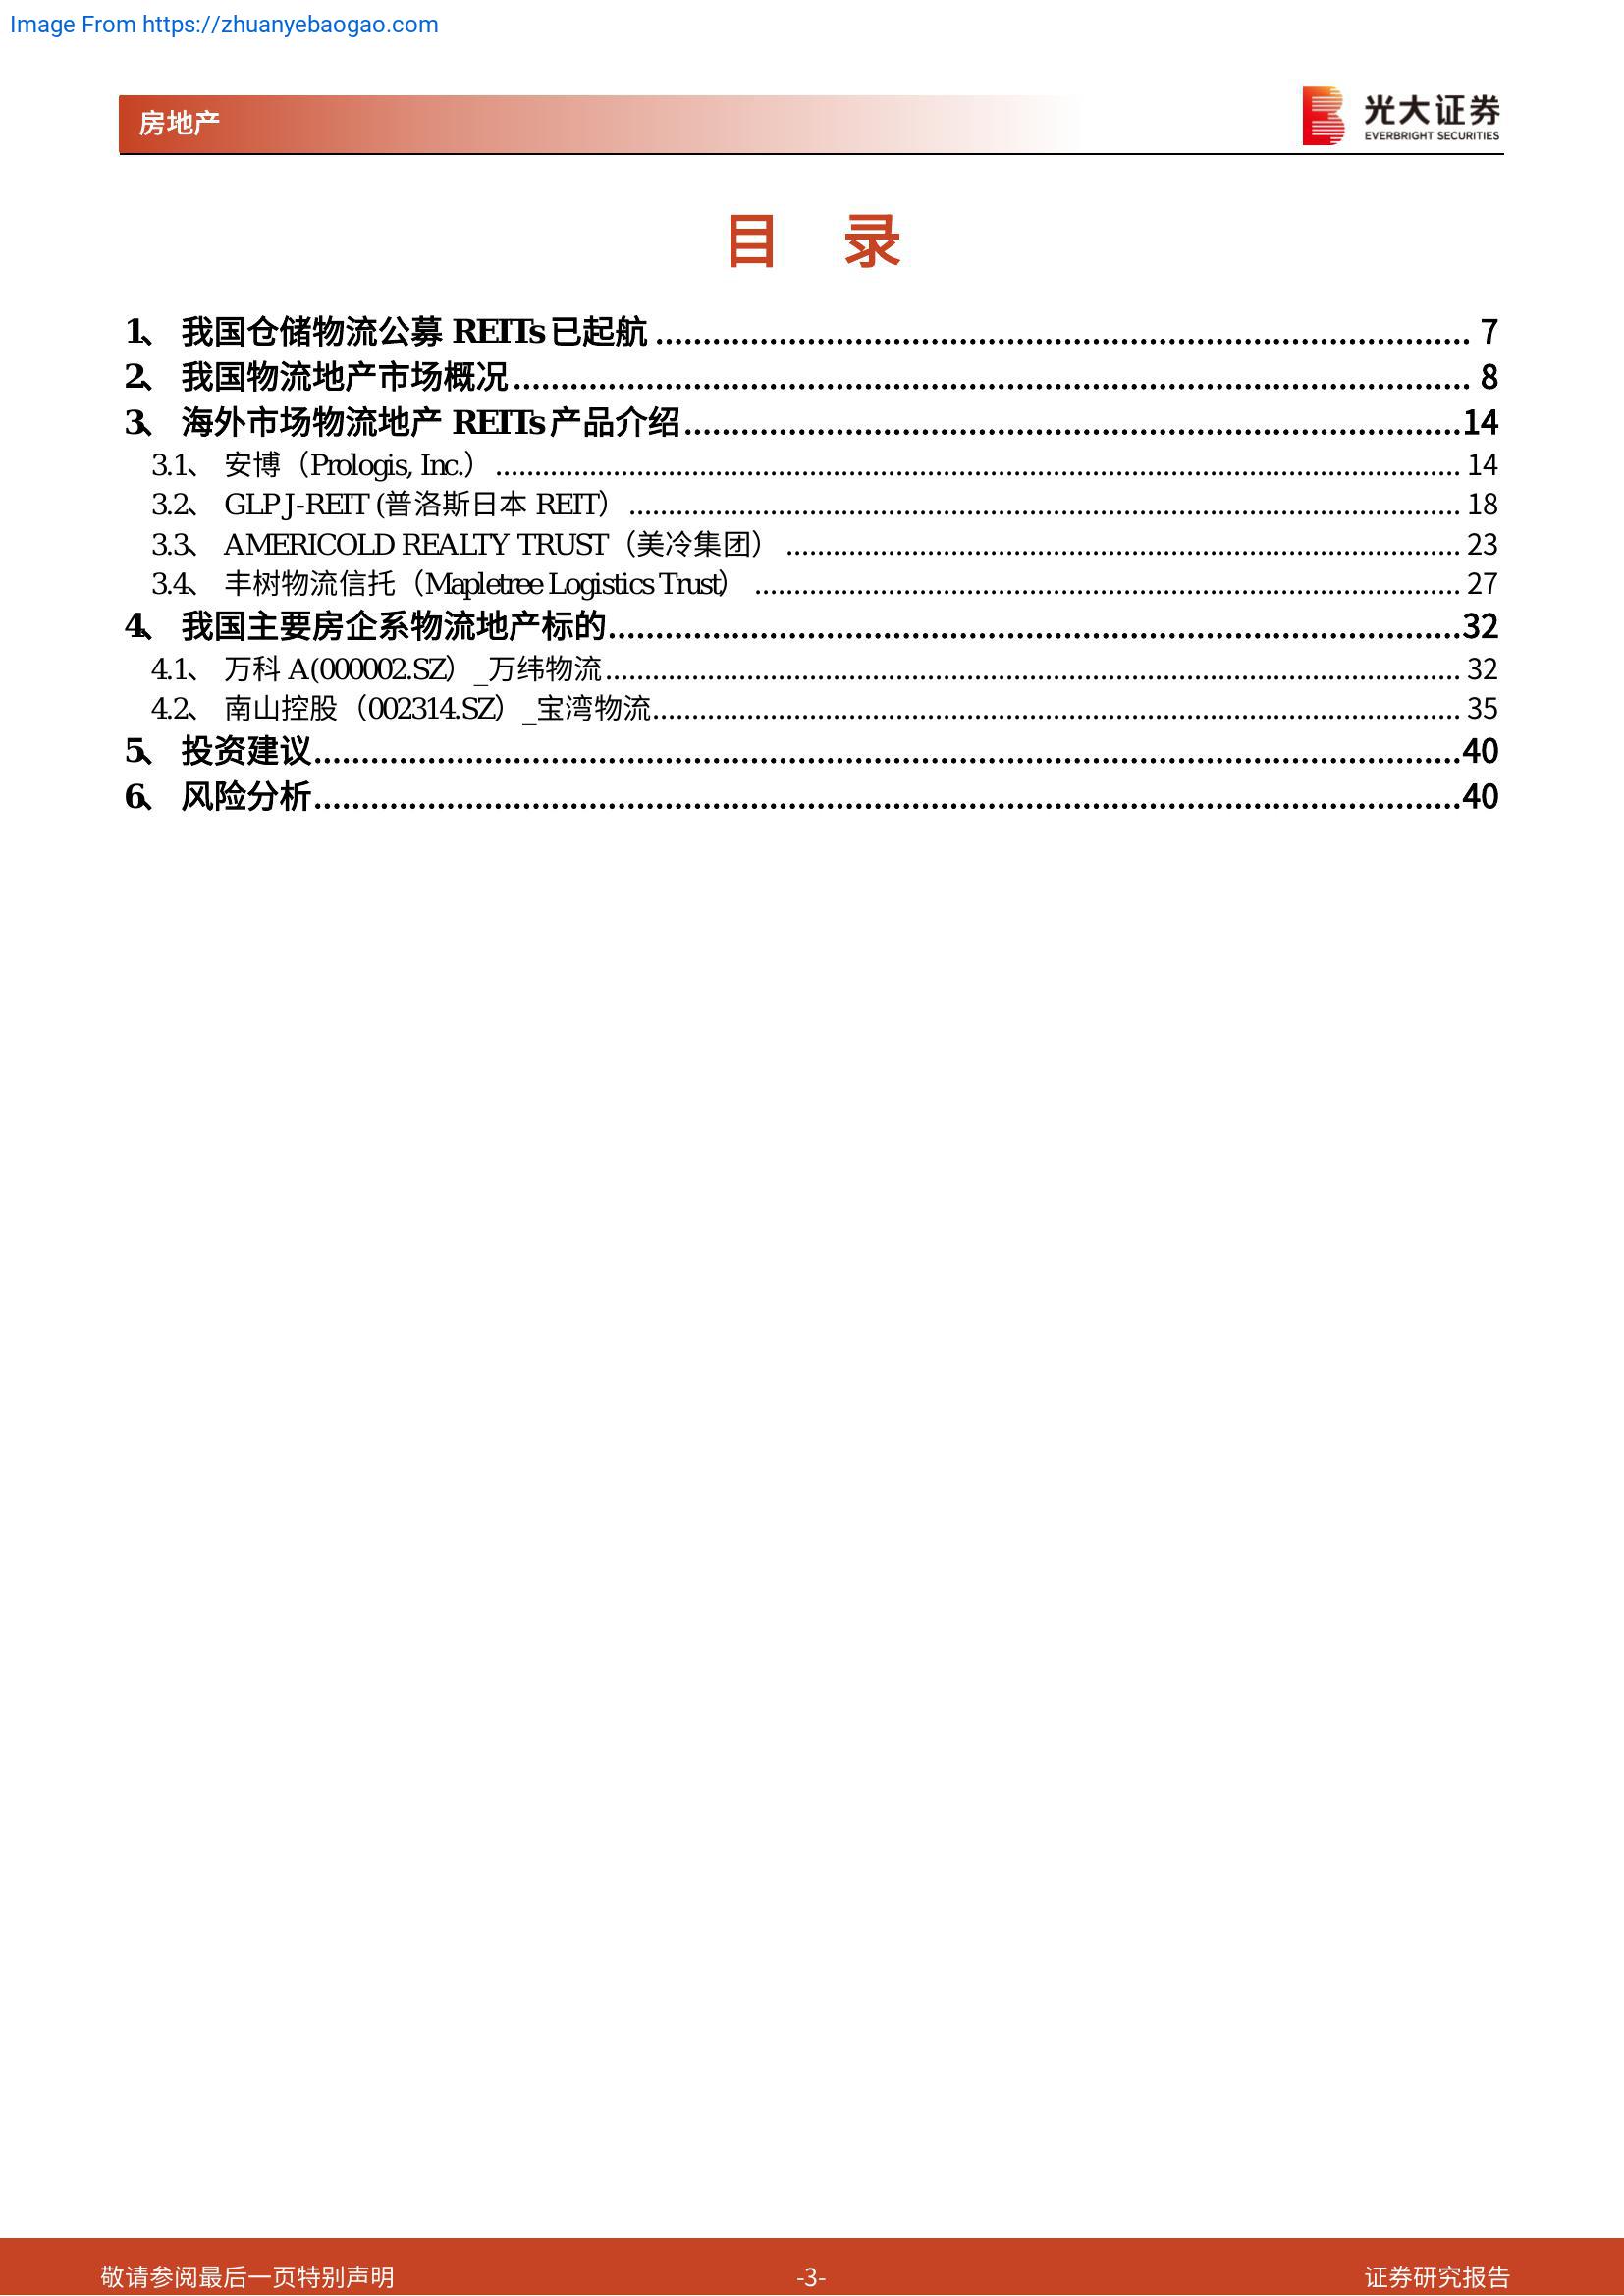 Image From https://zhuanyebaogao.com
房地产
光大证券
EVERBRIGHT SECURITIES
目 录
1、 我国仓储物流公募 REITs 已起航 7
2、 我国物流地产市场概况 8
3、 海外市场物流地产 REITs 产品介绍 14
3.1、 安博（Prologis, Inc.） 14
3.2、 GLP J-REIT (普洛斯日本 REIT） 18
3.3、 AMERICOLD REALTY TRUST（美冷集团） 23
3.4、 丰树物流信托（Mapletree Logistics Trust） 27
4、 我国主要房企系物流地产标的 32
4.1、 万科 A(000002.SZ）_万纬物流 32
4.2、 南山控股（002314.SZ）_宝湾物流 35
5、 投资建议 40
6、 风险分析 40
敬请参阅最后一页特别声明 -3- 证券研究报告